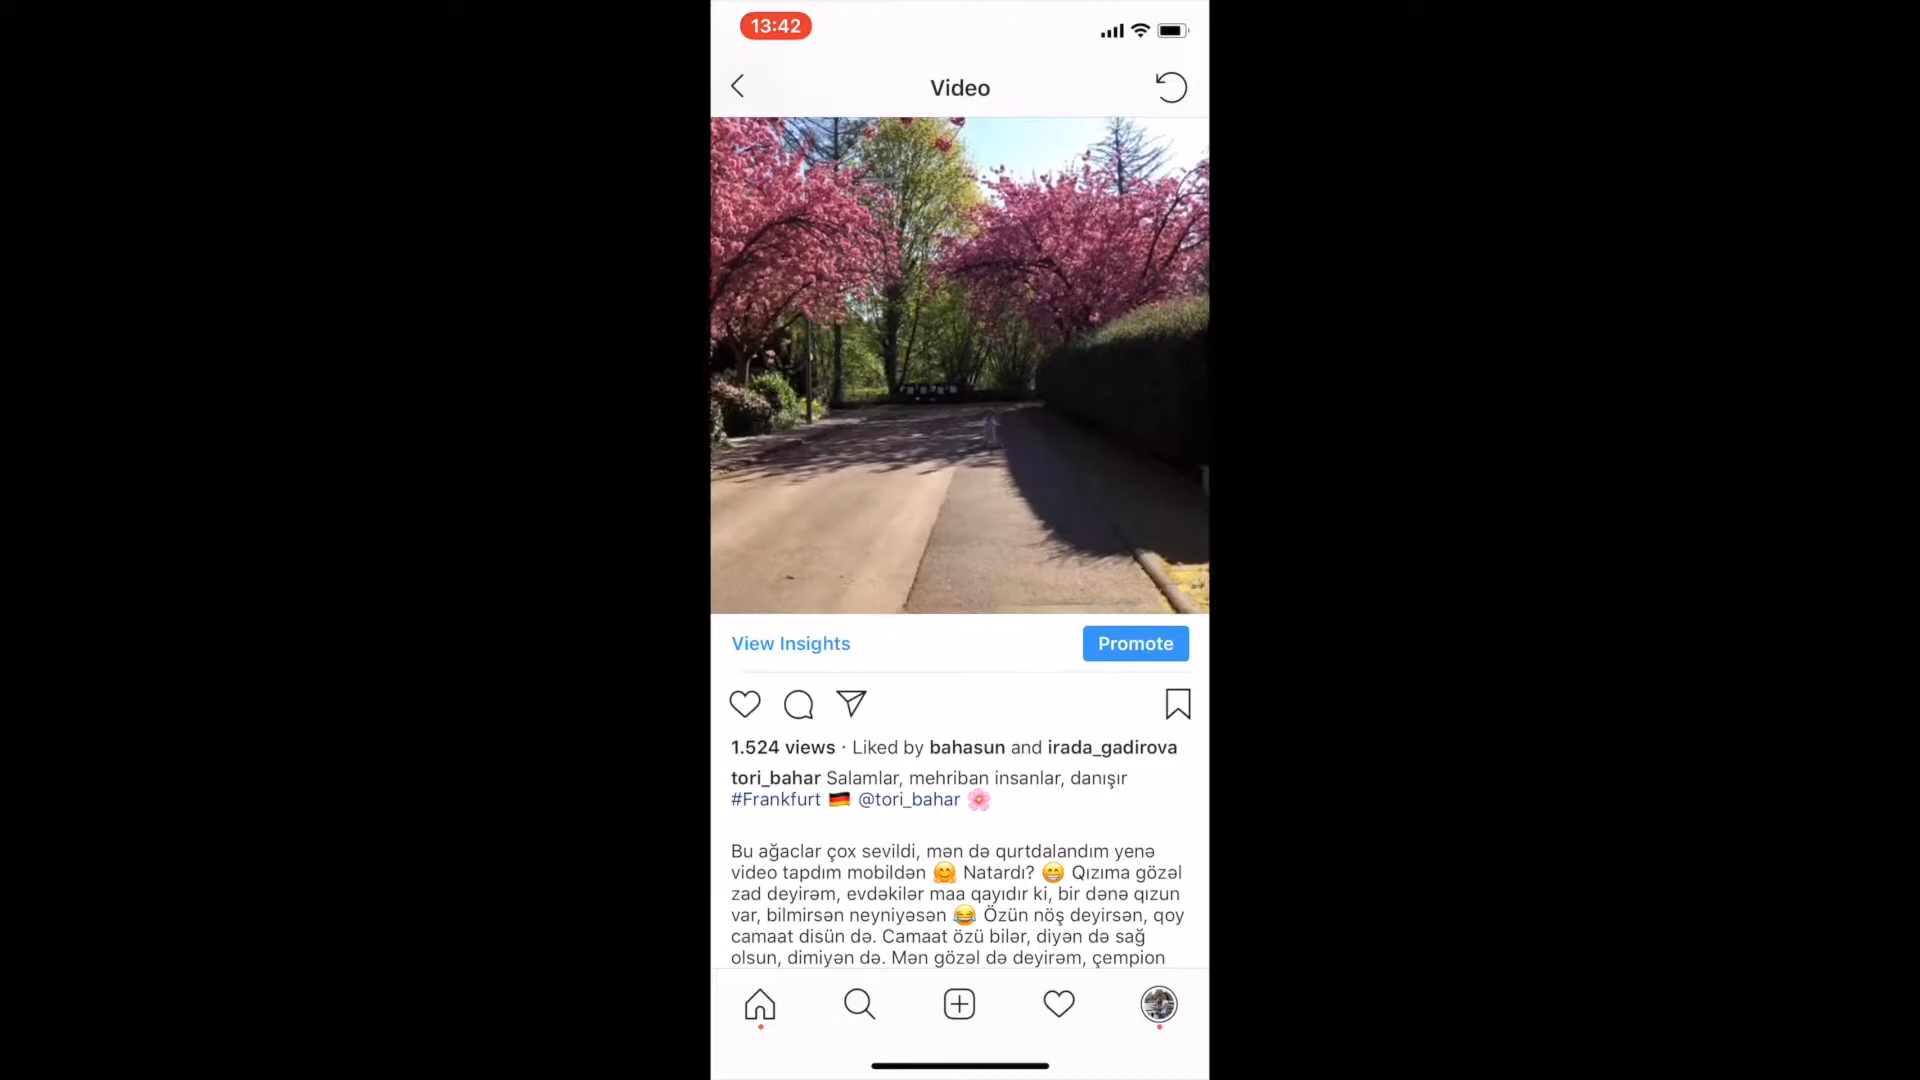 13:42
Video
View Insights
Promote
1.524 views · Liked by bahasun and irada_gadirova
tori_bahar Salamlar, mehriban insanlar, danışır
#Frankfurt 🇩🇪 @tori_bahar 🌸
Bu ağaclar çox sevildi, mən də qurtdalandım yenə
video tapdım mobildən 🤗 Natardı? 😁 Qızıma gözəl
zad deyirəm, evdəkilər maa qayıdır ki, bir dənə qızun
var, bilmirsən neyniyəsən 😂 Özün nöş deyirsən, qoy
camaat disün də. Camaat özü bilər, diyən də sağ
olsun, dimiyən də. Mən gözəl də deyirəm, çempion